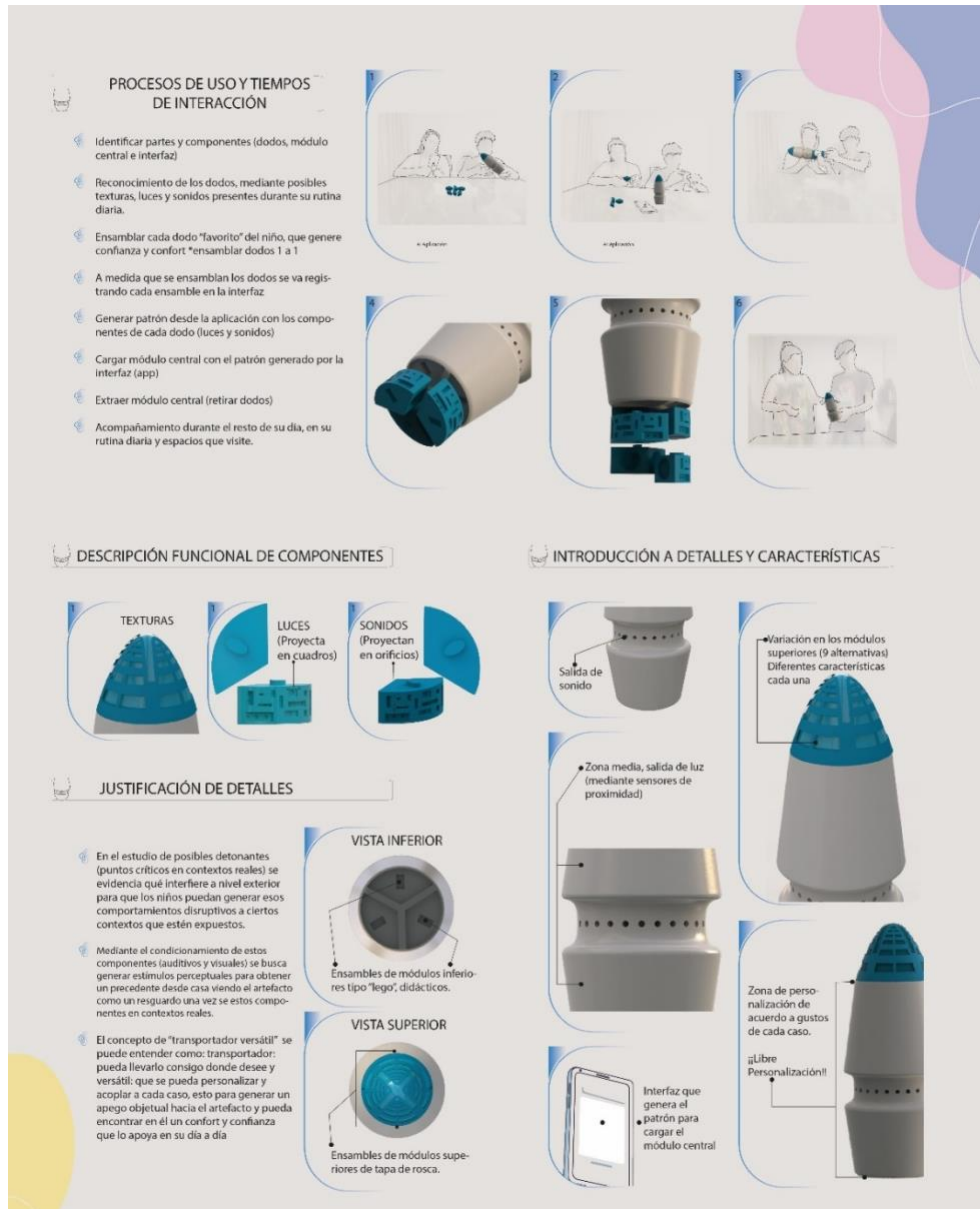 PROCESOS DE USO Y TIEMPOS
DE INTERACCIÓN
Identificar partes y componentes (dodos, módulo
central e interfaz)
Reconocimiento de los dodos, mediante posibles
texturas, luces y sonidos presentes durante su rutina
diaria.
Ensamblar cada dodo "favorito" del niño, que genere
confianza y confort *ensamblar dodos 1 a 1
A medida que se ensamblan los dodos se va regis-
trando cada ensamble en la interfaz
Generar patrón desde la aplicación con los compo-
nentes de cada dodo (luces y sonidos)
Cargar módulo central con el patrón generado por la
interfaz (app)
Extraer módulo central (retirar dodos)
Acompañamiento durante el resto de su día, en su
rutina diaria y espacios que visite.
1
2
3
4
5
6
DESCRIPCIÓN FUNCIONAL DE COMPONENTES
1
TEXTURAS
1
LUCES
(Proyecta
en cuadros)
1
SONIDOS
(Proyectan
en orificios)
JUSTIFICACIÓN DE DETALLES
En el estudio de posibles detonantes
(puntos críticos en contextos reales) se
evidencia qué interfiere a nivel exterior
para que los niños puedan generar esos
comportamientos disruptivos a ciertos
contextos que estén expuestos.
Mediante el condicionamiento de estos
componentes (auditivos y visuales) se busca
generar estímulos perceptuales para obtener
un precedente desde casa viendo el artefacto
como un resguardo una vez se estos compo-
nentes en contextos reales.
El concepto de "transportador versátil" se
puede entender como: transportador:
pueda llevarlo consigo donde desee y
versátil: que se pueda personalizar y
acoplar a cada caso, esto para generar un
apego objetual hacia el artefacto y pueda
encontrar en él un confort y confianza
que lo apoya en su día a día
VISTA INFERIOR
Ensambles de módulos inferio-
res tipo "lego", didácticos.
VISTA SUPERIOR
Ensambles de módulos supe-
riores de tapa de rosca.
INTRODUCCIÓN A DETALLES Y CARACTERÍSTICAS
Salida de
sonido
Variación en los módulos
superiores (9 alternativas)
Diferentes características
cada una
Zona media, salida de luz
(mediante sensores de
proximidad)
Interfaz que
genera el
patrón para
cargar el
módulo central
Zona de perso-
nalización de
acuerdo a gustos
de cada caso.
¡¡Libre
Personalización!!